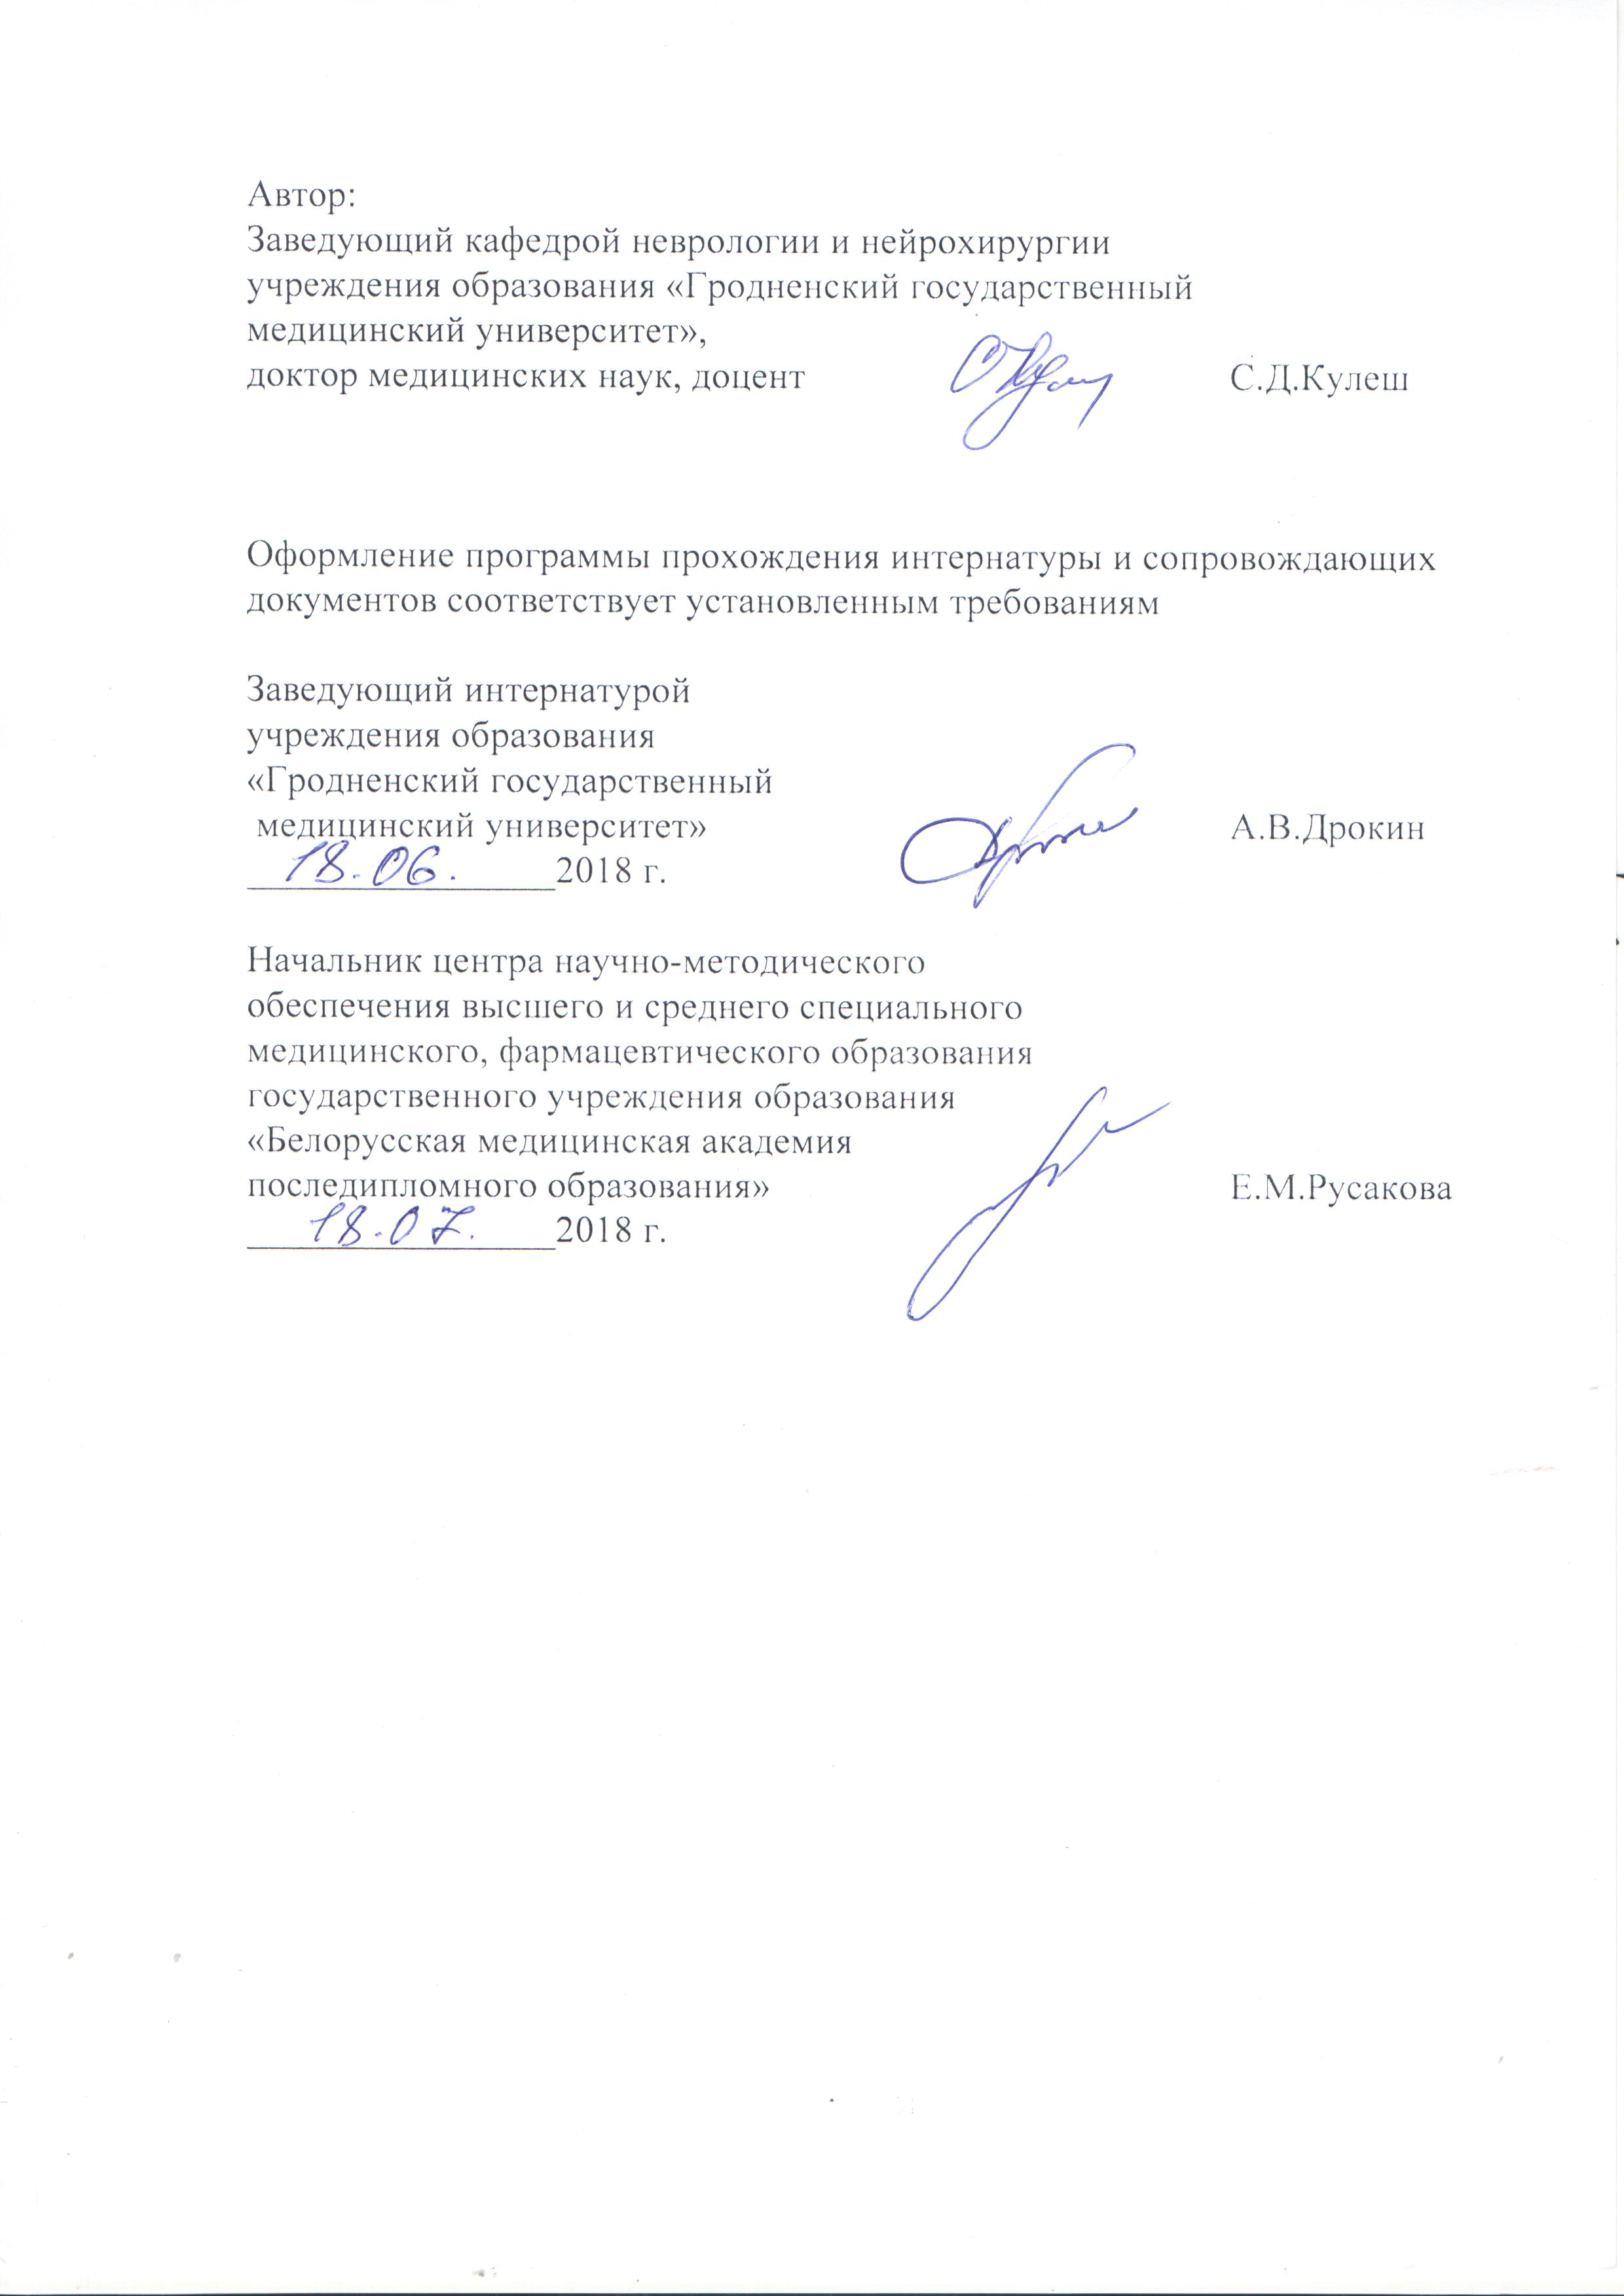 Автор:
Заведующий кафедрой неврологии и нейрохирургии
учреждения образования «Гродненский государственный
медицинский университет»,
доктор медицинских наук, доцент С.Д.Кулеш
Оформление программы прохождения интернатуры и сопровождающих
документов соответствует установленным требованиям
Заведующий интернатурой
учреждения образования
«Гродненский государственный
медицинский университет» А.В.Дрокин
18.06. 2018 г.
Начальник центра научно-методического
обеспечения высшего и среднего специального
медицинского, фармацевтического образования
государственного учреждения образования
«Белорусская медицинская академия
последипломного образования» Е.М.Русакова
18.07. 2018 г.